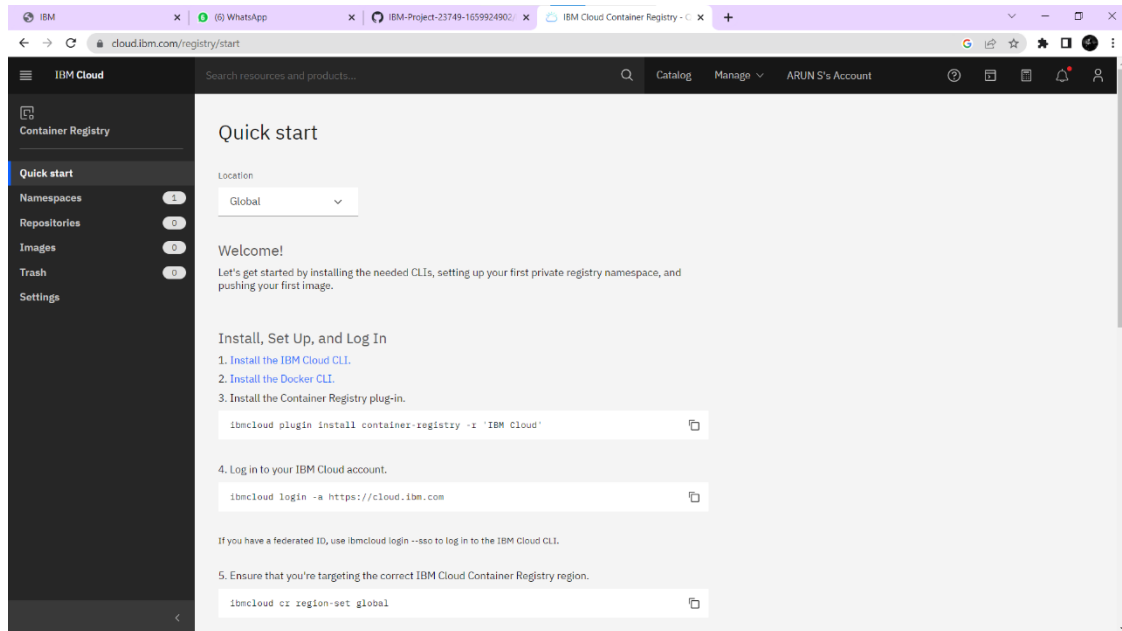 IBM
(6) WhatsApp
IBM-Project-23749-1659924902/
IBM Cloud Container Registry -
cloud.ibm.com/registry/start
IBM Cloud
Search resources and products...
Catalog
Manage
ARUN S's Account
Container Registry
Quick start
Namespaces 1
Repositories 0
Images 0
Trash 0
Settings
Quick start
Location
Global
Welcome!
Let's get started by installing the needed CLIs, setting up your first private registry namespace, and
pushing your first image.
Install, Set Up, and Log In
1. Install the IBM Cloud CLI.
2. Install the Docker CLI.
3. Install the Container Registry plug-in.
ibmcloud plugin install container-registry -r 'IBM Cloud'
4. Log in to your IBM Cloud account.
ibmcloud login -a https://cloud.ibm.com
If you have a federated ID, use ibmcloud login --sso to log in to the IBM Cloud CLI.
5. Ensure that you're targeting the correct IBM Cloud Container Registry region.
ibmcloud cr region-set global